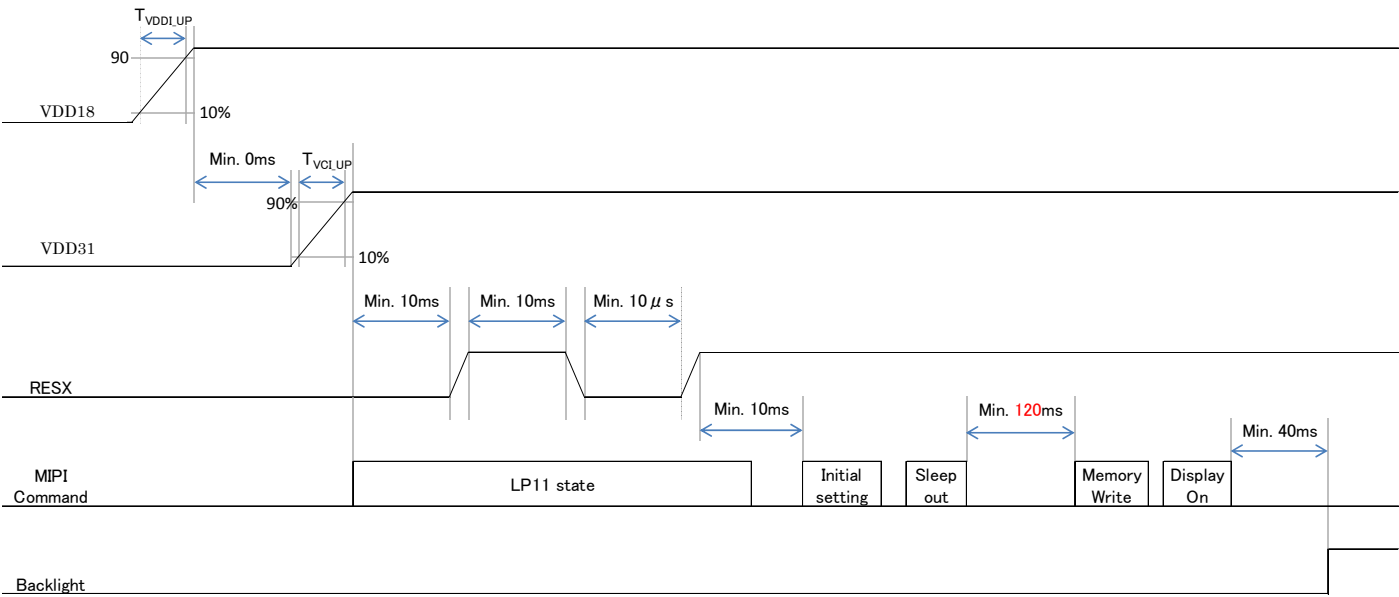 TVDDI_UP
90
VDD18
10%
Min. 0ms
TVCI_UP
90%
VDD31
10%
Min. 10ms
Min. 10ms
Min. 10μs
RESX
Min. 10ms
Min. 120ms
Min. 40ms
MIPI
Command
LP11 state
Initial
setting
Sleep
out
Memory
Write
Display
On
Backlight